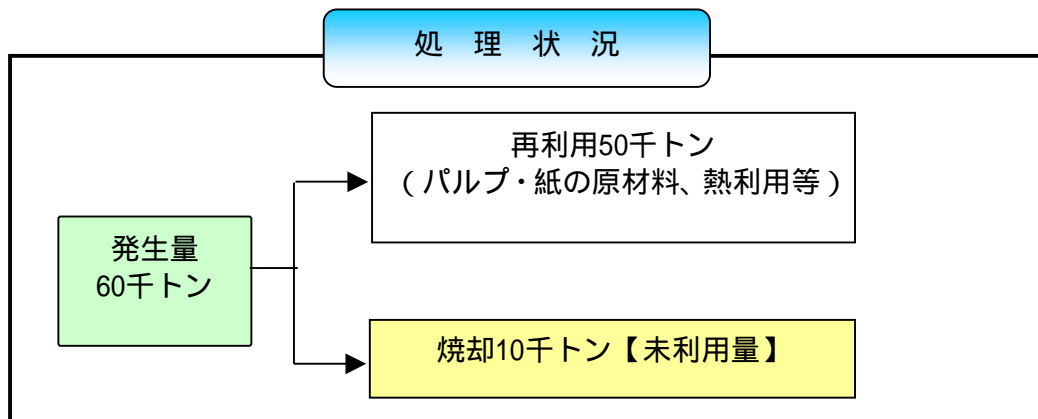 処　理　状　況
再利用50千トン
（パルプ・紙の原材料、熱利用等）
発生量
60千トン
焼却10千トン【未利用量】